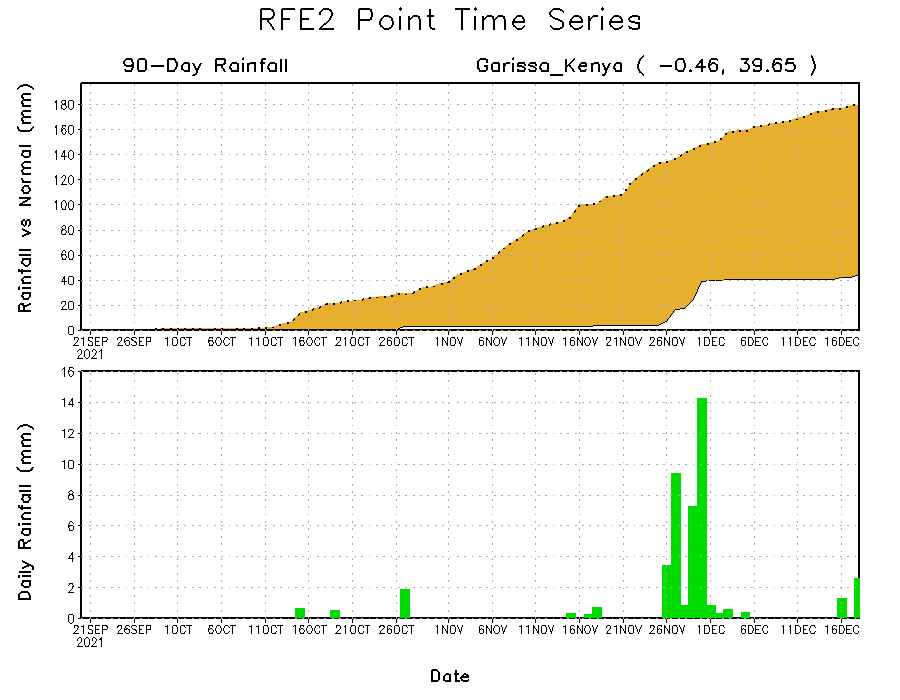 RFE2 Point Time Series
90-Day Rainfall
Garissa_Kenya ( -0.46, 39.65 )
Rainfall vs Normal (mm)
180
160
140
120
100
80
60
40
20
0
21SEP 26SEP 1OCT 6OCT 11OCT 16OCT 21OCT 26OCT 1NOV 6NOV 11NOV 16NOV 21NOV 26NOV 1DEC 6DEC 11DEC 16DEC
2021
Daily Rainfall (mm)
16
14
12
10
8
6
4
2
0
21SEP 26SEP 1OCT 6OCT 11OCT 16OCT 21OCT 26OCT 1NOV 6NOV 11NOV 16NOV 21NOV 26NOV 1DEC 6DEC 11DEC 16DEC
2021
Date